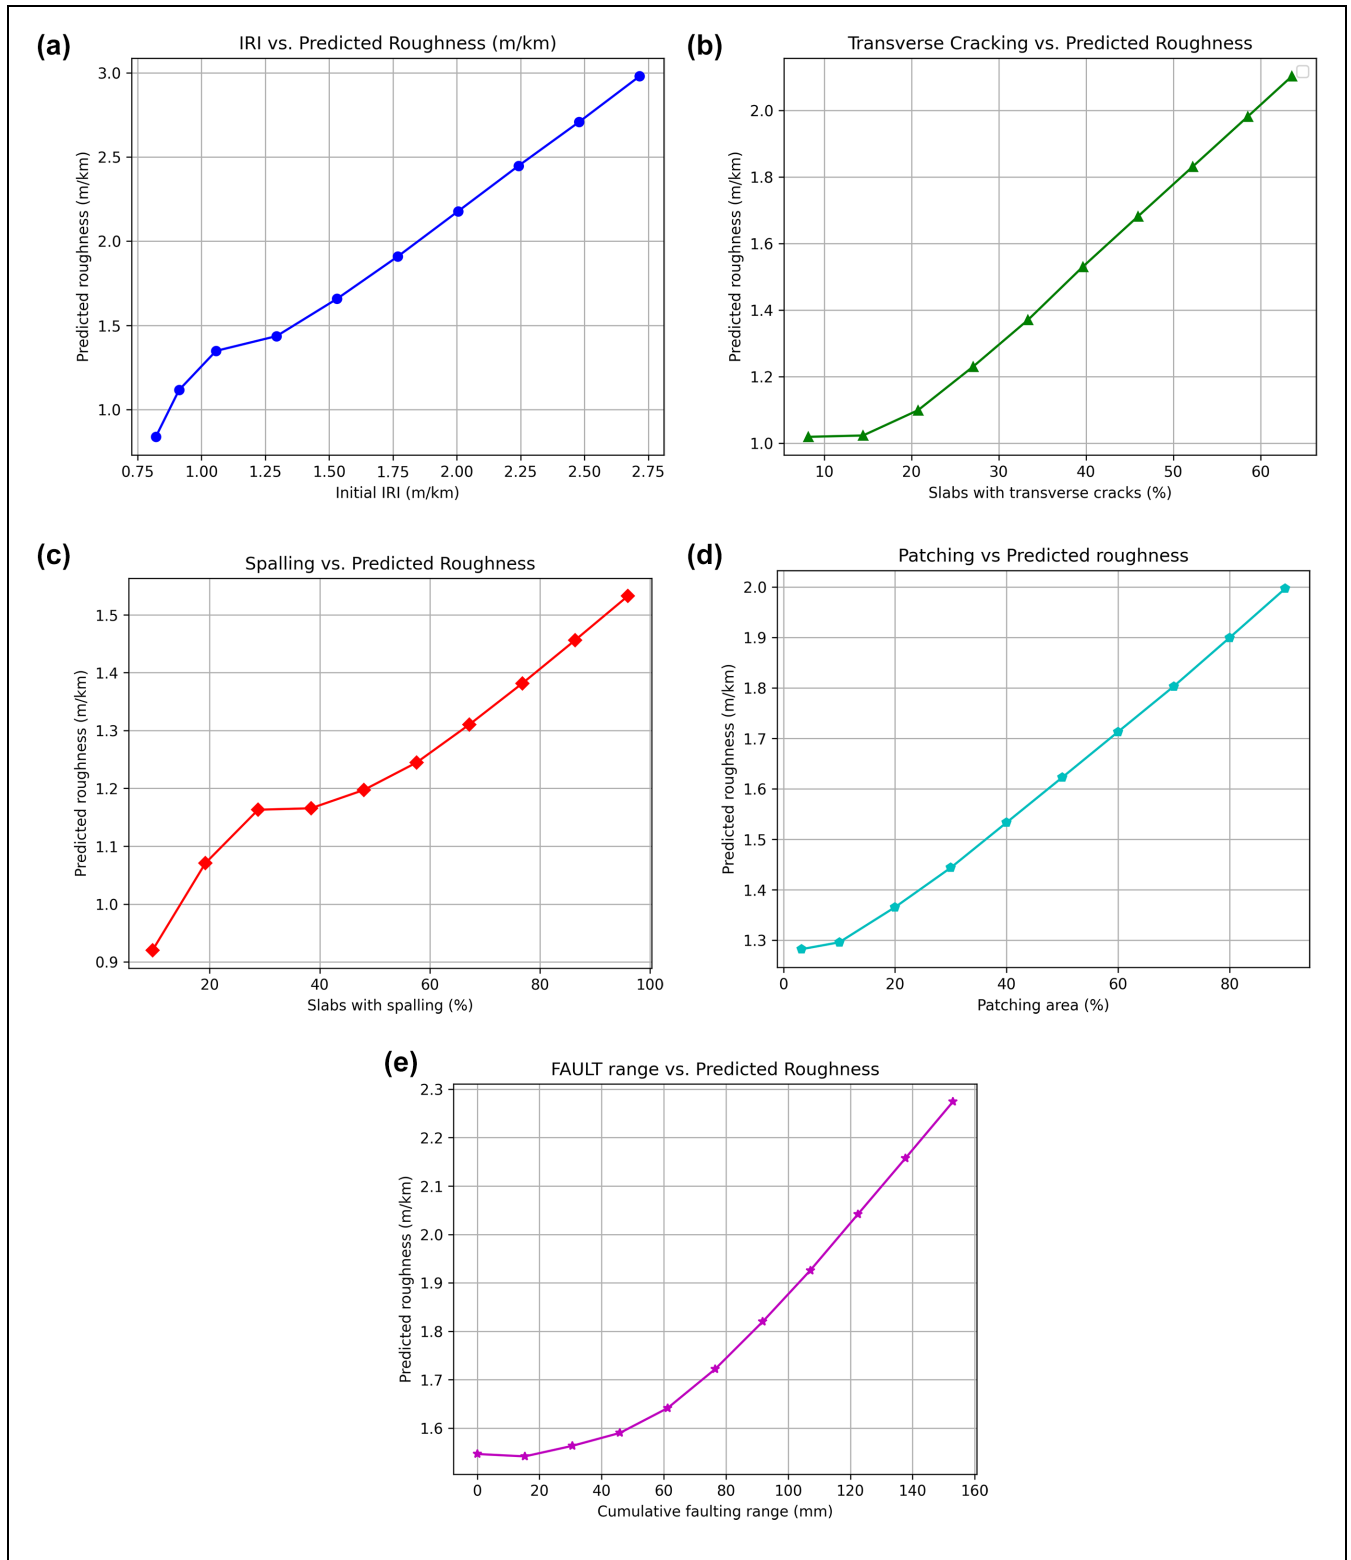 (a)
IRI vs. Predicted Roughness (m/km)
Predicted roughness (m/km)
3.0
2.5
2.0
1.5
1.0
0.75 1.00 1.25 1.50 1.75 2.00 2.25 2.50 2.75
Initial IRI (m/km)
(b)
Transverse Cracking vs. Predicted Roughness
Predicted roughness (m/km)
2.0
1.8
1.6
1.4
1.2
1.0
10 20 30 40 50 60
Slabs with transverse cracks (%)
(c)
Spalling vs. Predicted Roughness
Predicted roughness (m/km)
1.5
1.4
1.3
1.2
1.1
1.0
0.9
20 40 60 80 100
Slabs with spalling (%)
(d)
Patching vs Predicted roughness
Predicted roughness (m/km)
2.0
1.9
1.8
1.7
1.6
1.5
1.4
1.3
0 20 40 60 80
Patching area (%)
(e)
FAULT range vs. Predicted Roughness
Predicted roughness (m/km)
2.3
2.2
2.1
2.0
1.9
1.8
1.7
1.6
0 20 40 60 80 100 120 140 160
Cumulative faulting range (mm)